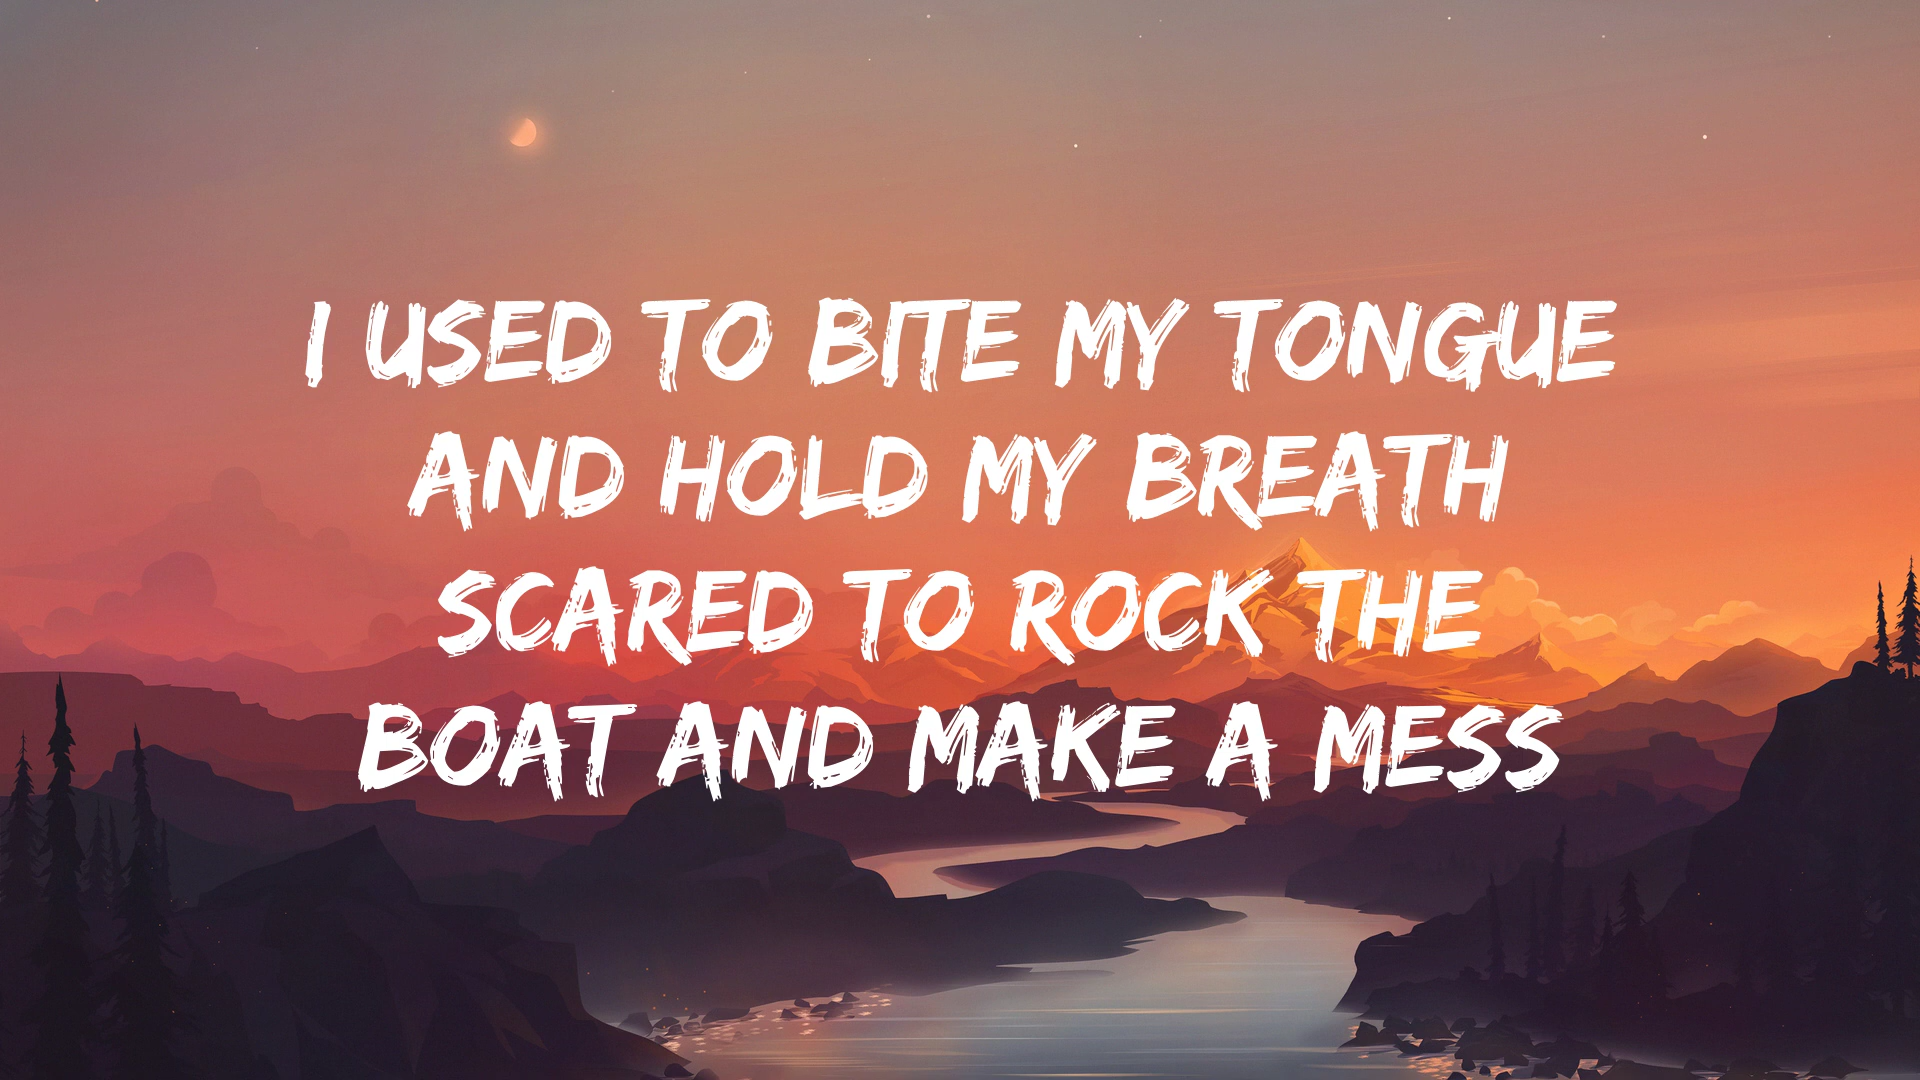 I USED TO BITE MY TONGUE
AND HOLD MY BREATH
SCARED TO ROCK THE
BOAT AND MAKE A MESS